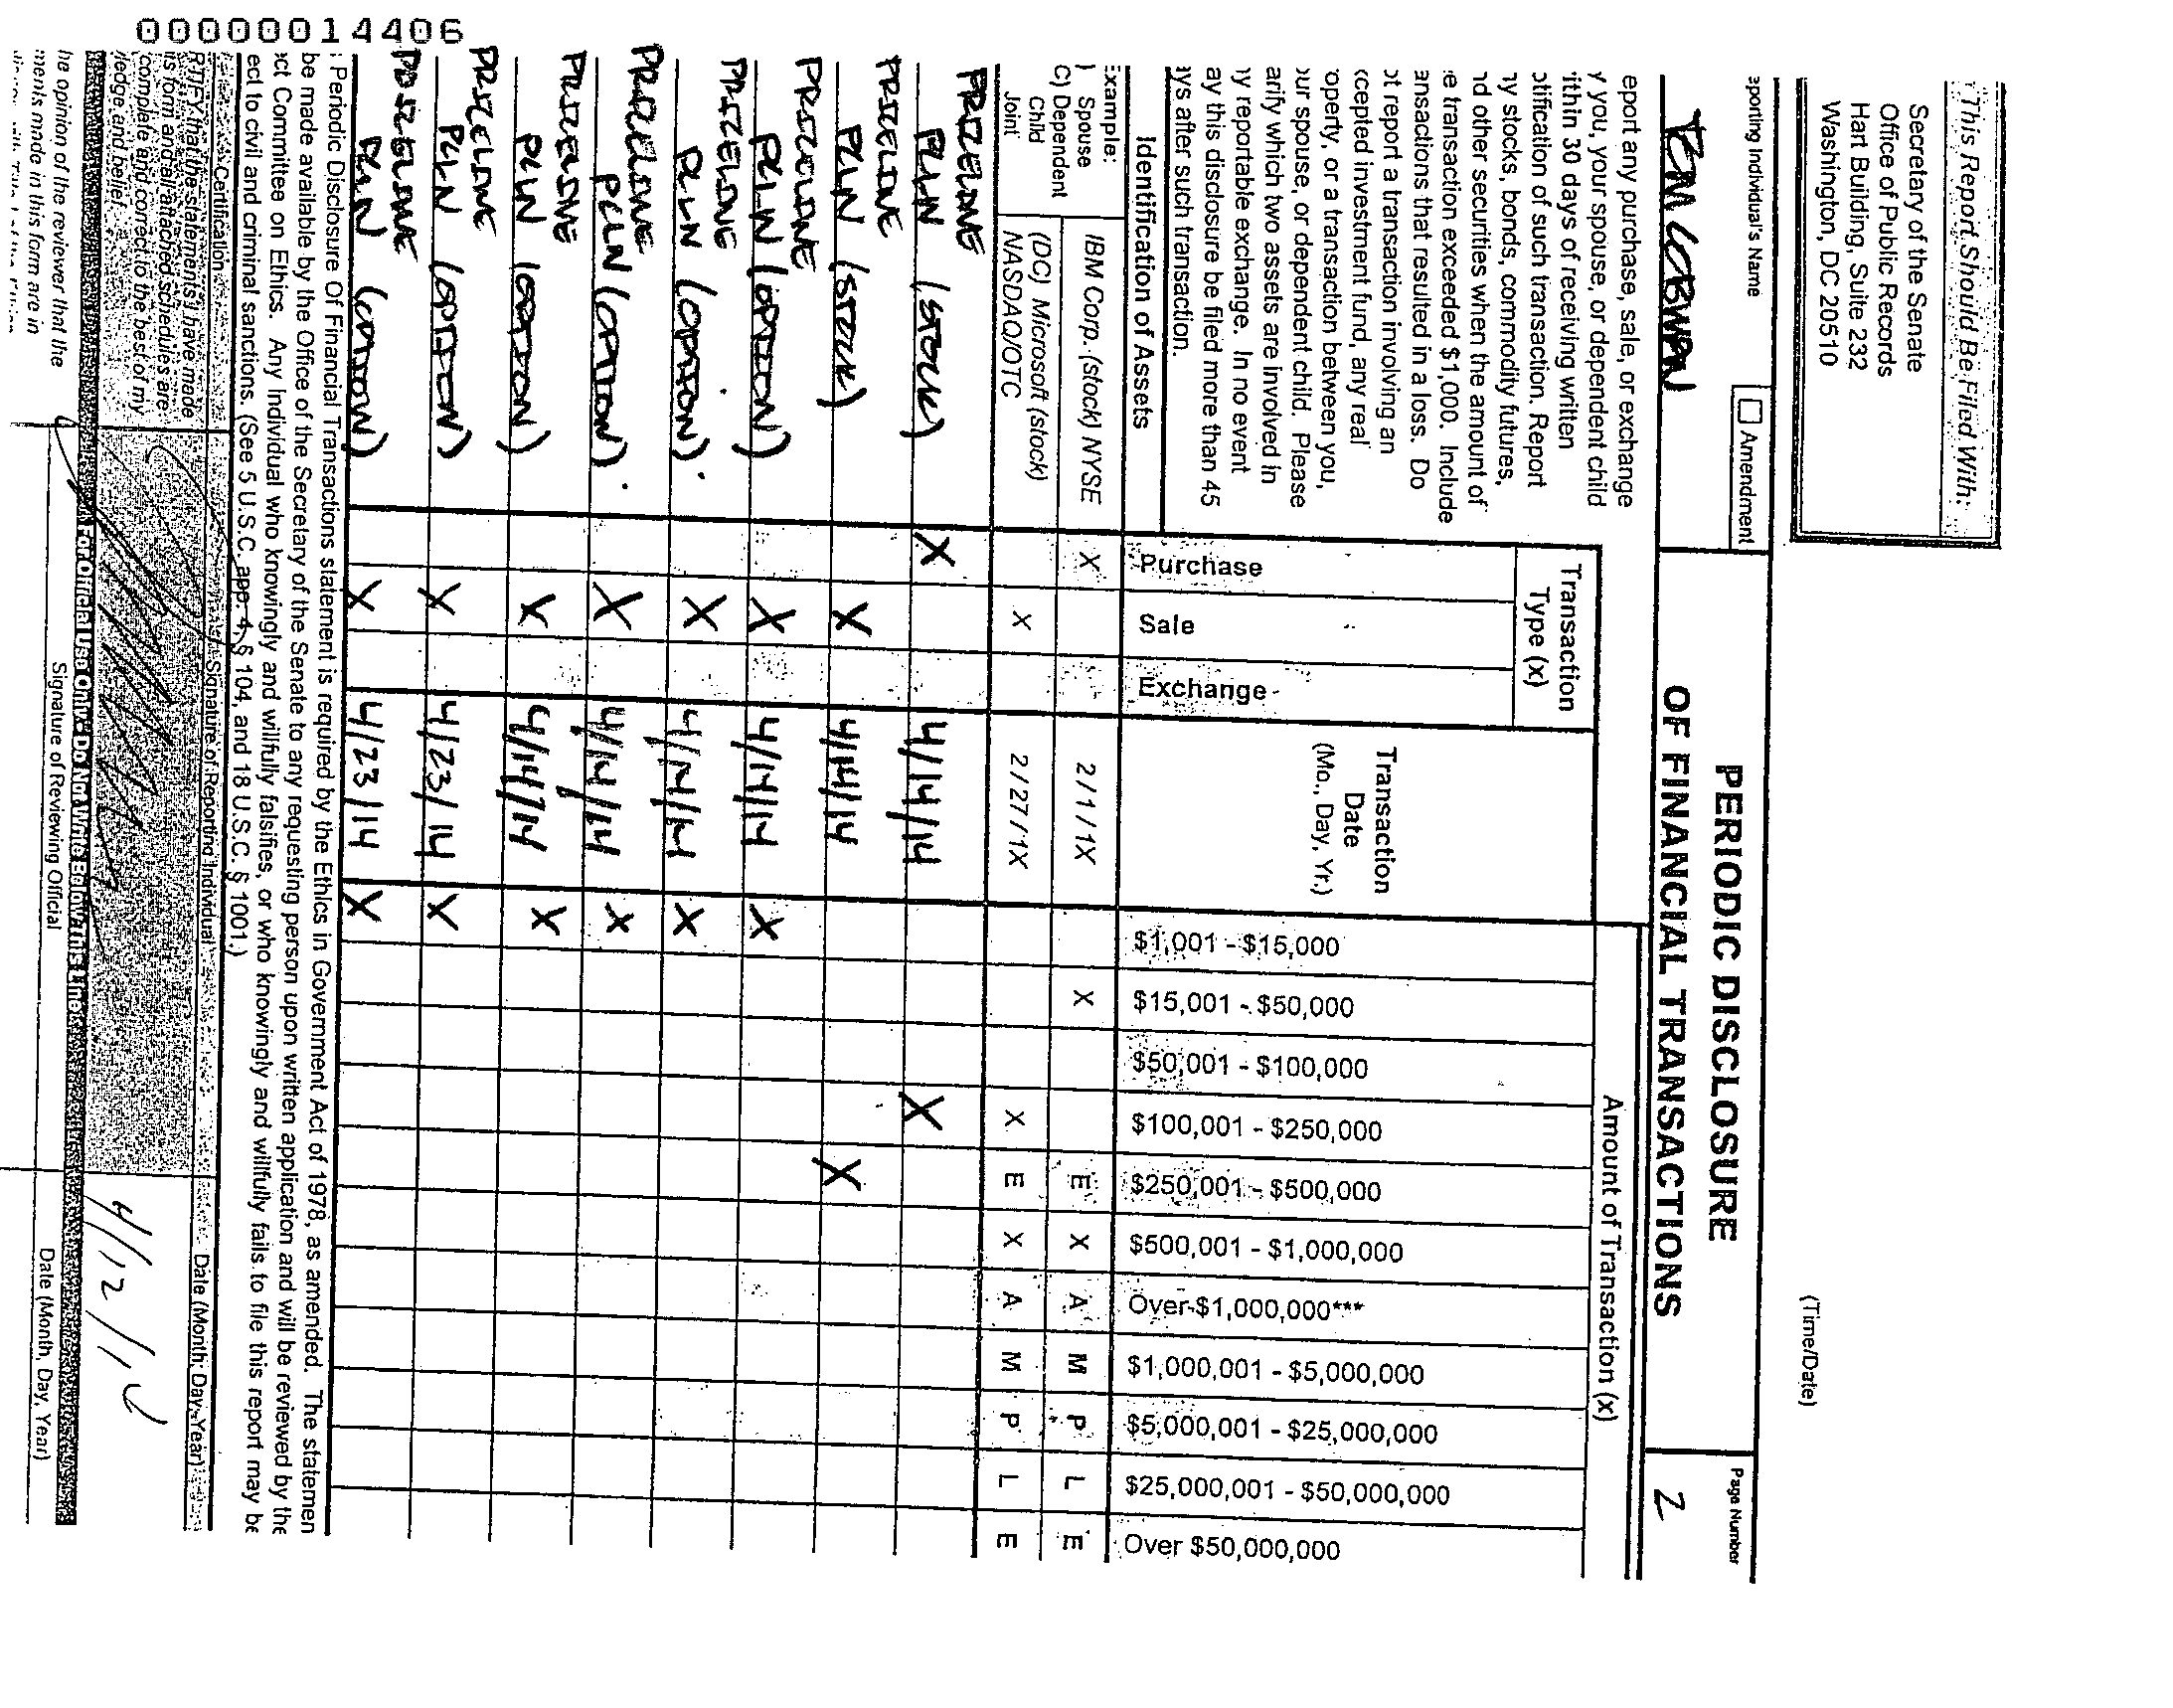 This Report Should Be Filed With:
Secretary of the Senate
Office of Public Records
Hart Building, Suite 232
Washington, DC 20510
(Time/Date)
eporting Individual's Name
Amendment
PERIODIC DISCLOSURE
OF FINANCIAL TRANSACTIONS
Page Number
2
eport any purchase, sale, or exchange
y you, your spouse, or dependent child
ithin 30 days of receiving written
otification of such transaction. Report
ny stocks, bonds, commodity futures,
nd other securities when the amount of
e transaction exceeded $1,000. Include
ansactions that resulted in a loss. Do
ot report a transaction involving an
xcepted investment fund, any real
operty, or a transaction between you,
our spouse, or dependent child. Please
arify which two assets are involved in
ny reportable exchange. In no event
ay this disclosure be filed more than 45
ays after such transaction.
Identification of Assets
Transaction
Type (x)
Purchase
Sale
Exchange
Transaction
Date
(Mo., Day, Yr.)
Amount of Transaction (x)
$1,001 - $15,000
$15,001 - $50,000
$50,001 - $100,000
$100,001 - $250,000
$250,001 - $500,000
$500,001 - $1,000,000
Over $1,000,000***
$1,000,001 - $5,000,000
$5,000,001 - $25,000,000
$25,000,001 - $50,000,000
Over $50,000,000
Example:
) Spouse
C) Dependent
Child
Joint
IBM Corp. (stock) NYSE X 2/1/1X X E X A M P L E
(DC) Microsoft (stock)
NASDAQ/OTC X 2/27/1X X E X A M P L E
PRICELINE
PCLN (STOCK) X 4/14/14 X
PRICELINE
PCLN (STOCK) X 4/14/14 X
PRICELINE
PCLN (OPTION) X 4/14/14 X
PRICELINE
PCLN (OPTION) X 4/14/14 X
PRICELINE
PCLN (OPTION) X 4/14/14 X
PRICELINE
PCLN (OPTION) X 4/14/14 X
PRICELINE
PCLN (OPTION) X 4/23/14 X
PRICELINE
PCLN (OPTION) X 4/23/14 X
Periodic Disclosure Of Financial Transactions statement is required by the Ethics in Government Act of 1978, as amended. The statemen
be made available by the Office of the Secretary of the Senate to any requesting person upon written application and will be reviewed by the
ct Committee on Ethics. Any Individual who knowingly and willfully falsifies, or who knowingly and willfully fails to file this report may be
ect to civil and criminal sanctions. (See 5 U.S.C. app. 4, § 104, and 18 U.S.C. § 1001.)
Certification
Signature of Reporting Individual
Date (Month, Day, Year)
RTIFY that the statements I have made
is form and all attached schedules are
complete and correct to the best of my
ledge and belief.
For Official Use Only - Do Not Write Below this Line
he opinion of the reviewer that the
ments made in this form are in
Signature of Reviewing Official
Date (Month, Day, Year)
00000014406